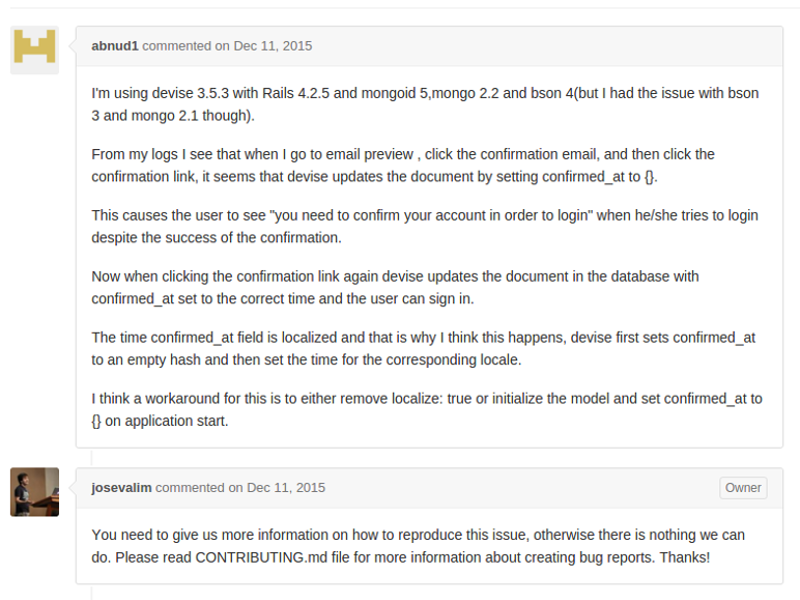 abnud1 commented on Dec 11, 2015
I'm using devise 3.5.3 with Rails 4.2.5 and mongoid 5,mongo 2.2 and bson 4(but I had the issue with bson
3 and mongo 2.1 though).
From my logs I see that when I go to email preview , click the confirmation email, and then click the
confirmation link, it seems that devise updates the document by setting confirmed_at to {}.
This causes the user to see "you need to confirm your account in order to login" when he/she tries to login
despite the success of the confirmation.
Now when clicking the confirmation link again devise updates the document in the database with
confirmed_at set to the correct time and the user can sign in.
The time confirmed_at field is localized and that is why I think this happens, devise first sets confirmed_at
to an empty hash and then set the time for the corresponding locale.
I think a workaround for this is to either remove localize: true or initialize the model and set confirmed_at to
{} on application start.
josevalim commented on Dec 11, 2015 Owner
You need to give us more information on how to reproduce this issue, otherwise there is nothing we can
do. Please read CONTRIBUTING.md file for more information about creating bug reports. Thanks!